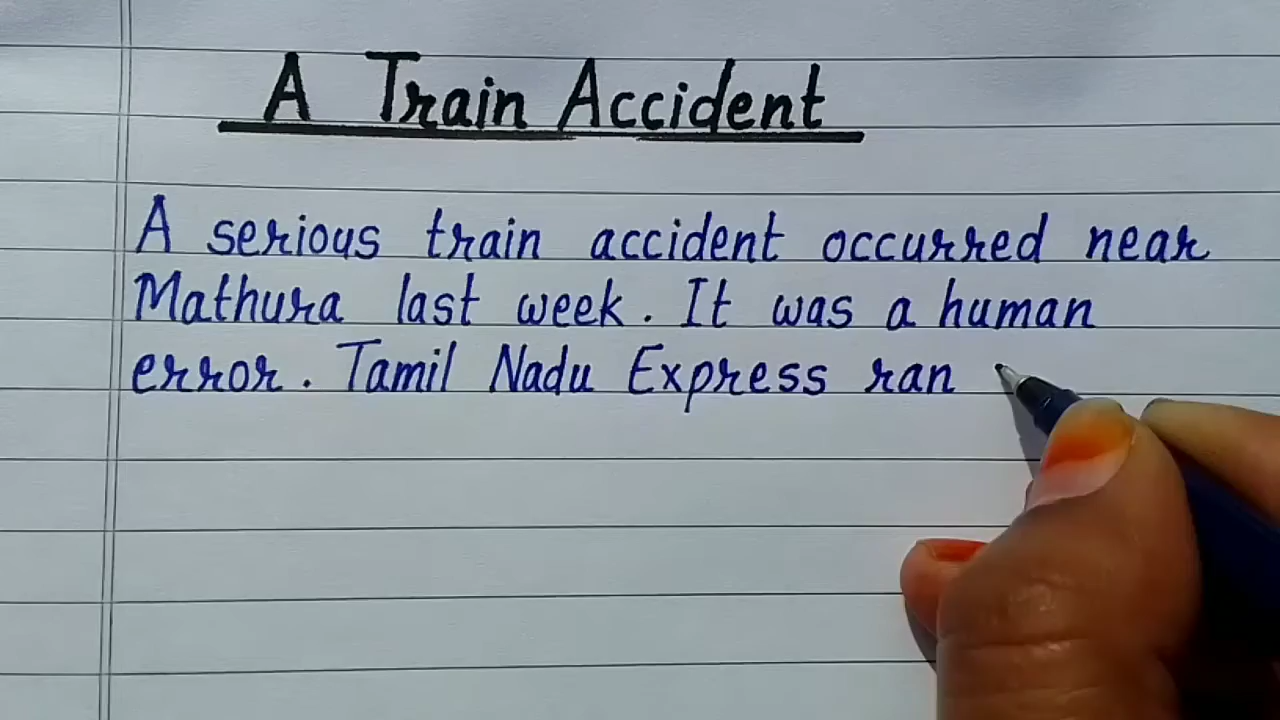 A Train Accident
A serious train accident occurred near
Mathura last week. It was a human
error. Tamil Nadu Express ran